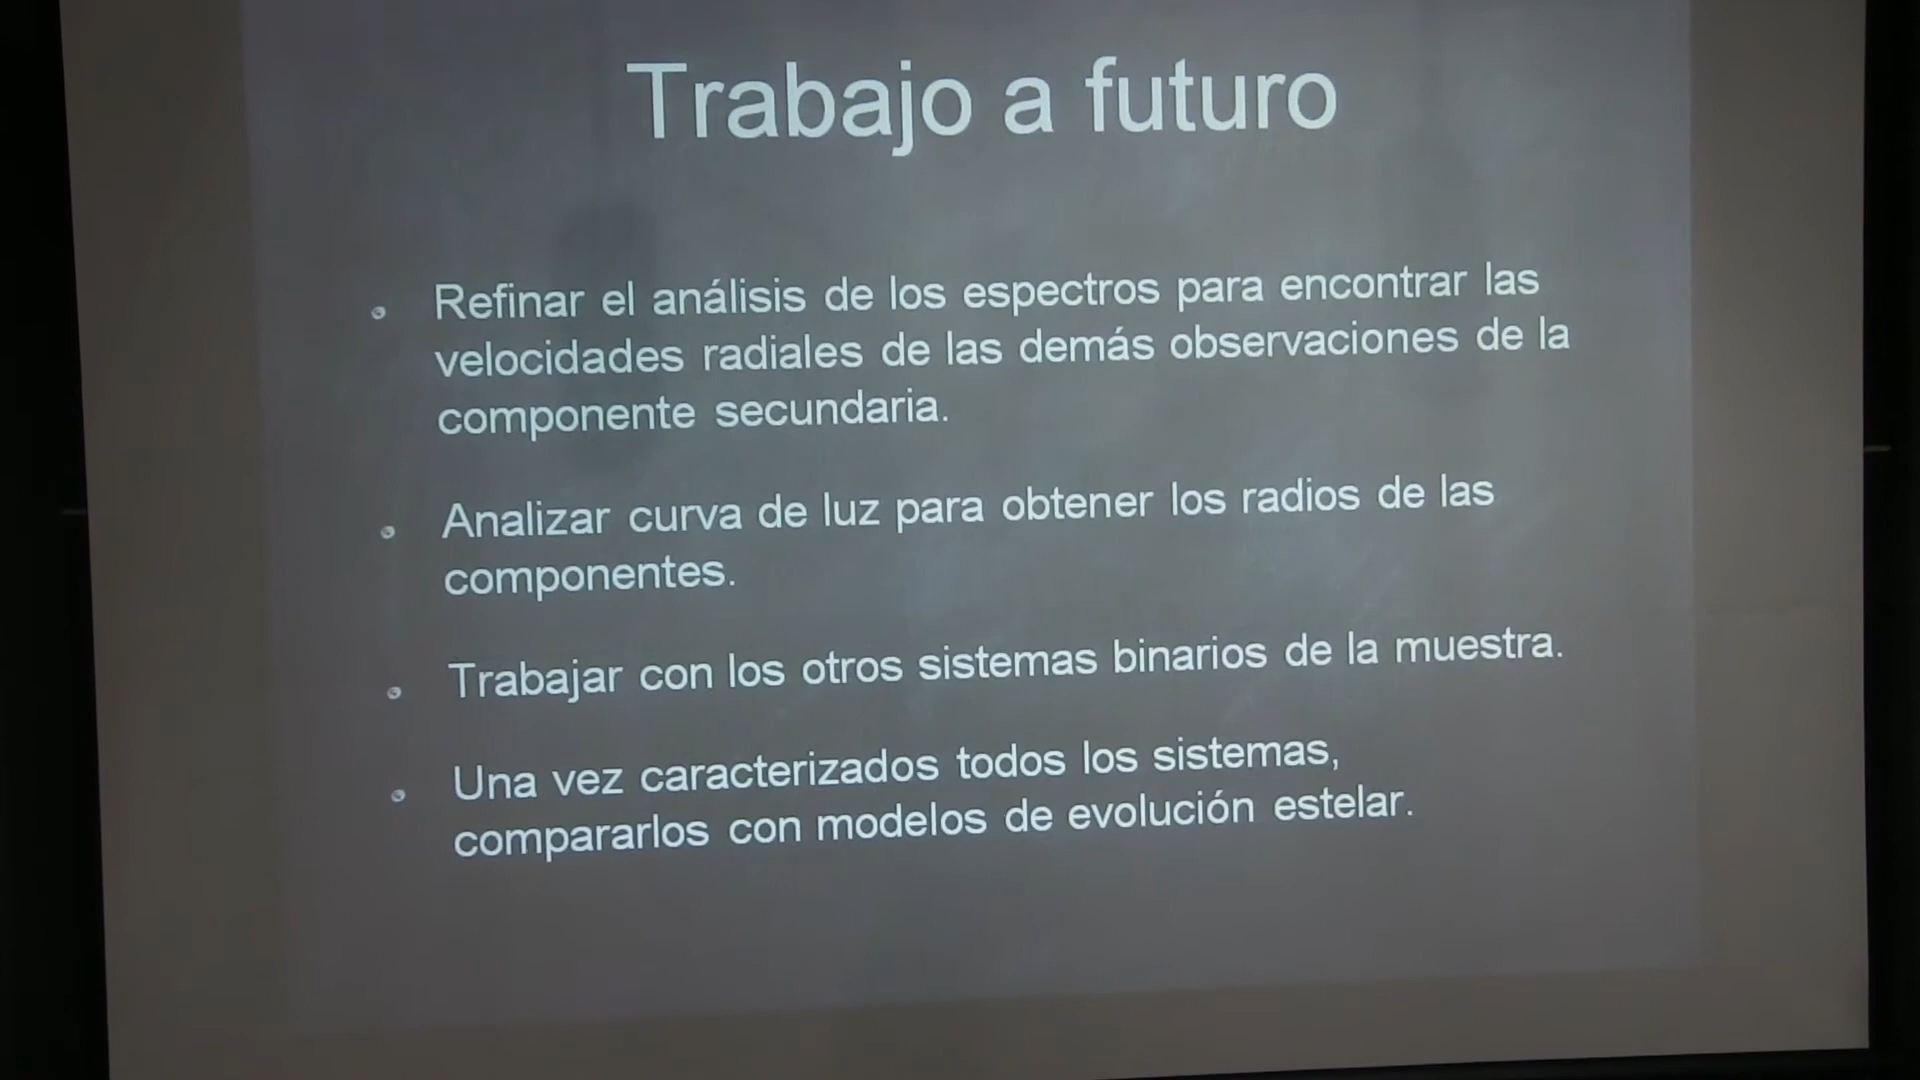 Trabajo a futuro
Refinar el análisis de los espectros para encontrar las
velocidades radiales de las demás observaciones de la
componente secundaria.
Analizar curva de luz para obtener los radios de las
componentes.
Trabajar con los otros sistemas binarios de la muestra.
Una vez caracterizados todos los sistemas,
compararlos con modelos de evolución estelar.